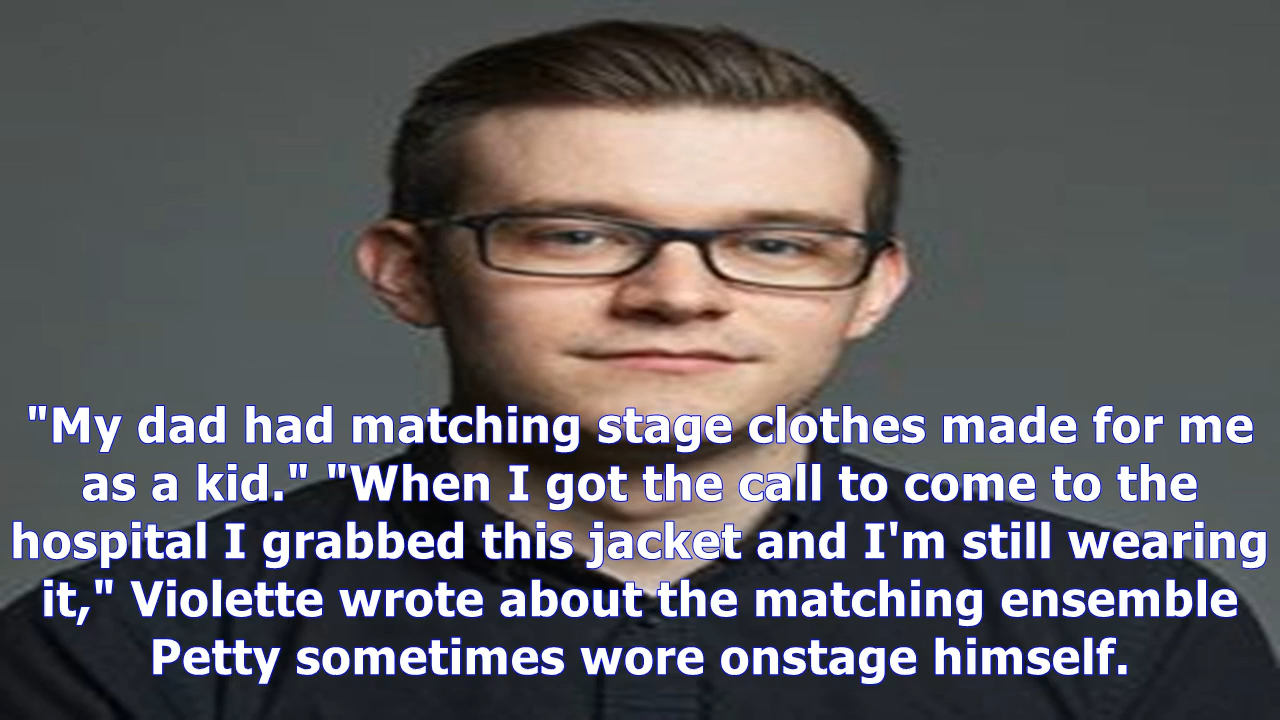 "My dad had matching stage clothes made for me
as a kid." "When I got the call to come to the
hospital I grabbed this jacket and I'm still wearing
it," Violette wrote about the matching ensemble
Petty sometimes wore onstage himself.